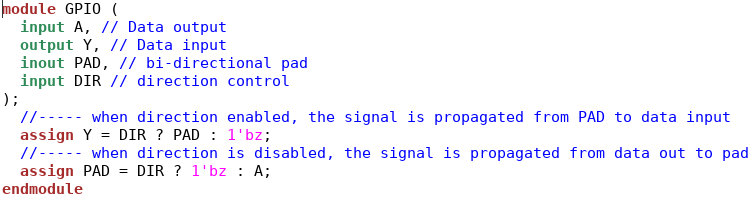 module GPIO (
  input A, // Data output
  output Y, // Data input
  inout PAD, // bi-directional pad
  input DIR // direction control
);
  //----- when direction enabled, the signal is propagated from PAD to data input
  assign Y = DIR ? PAD : 1'bz;
  //----- when direction is disabled, the signal is propagated from data out to pad
  assign PAD = DIR ? 1'bz : A;
endmodule